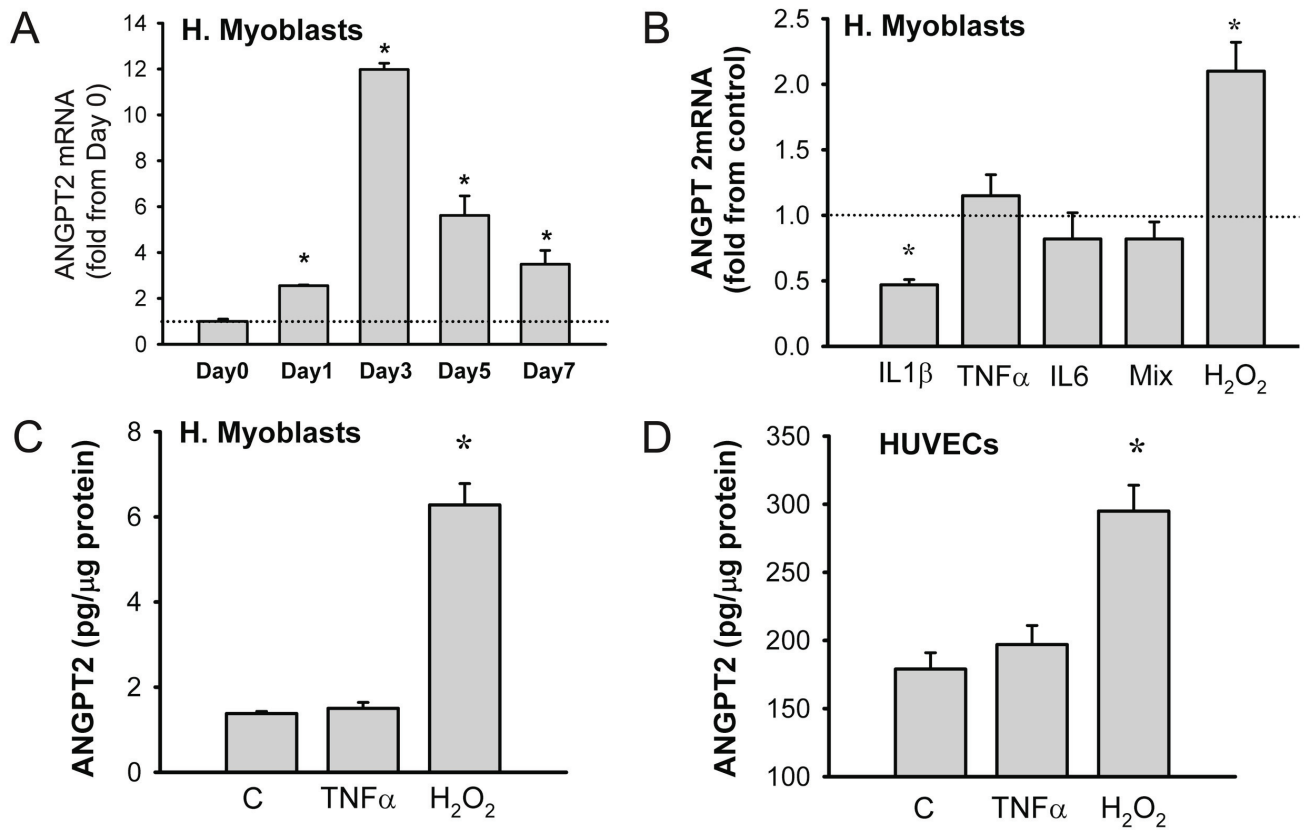 A
H. Myoblasts
ANGPT2 mRNA
(fold from Day 0)
14
12
10
8
6
4
2
0
*
*
*
*
Day0 Day1 Day3 Day5 Day7
B
H. Myoblasts
ANGPT 2mRNA
(fold from control)
2.5
2.0
1.5
1.0
0.5
0.0
*
*
IL1β TNFα IL6 Mix H₂O₂
C
H. Myoblasts
ANGPT2 (pg/μg protein)
8
6
4
2
0
*
C TNFα H₂O₂
D
HUVECs
ANGPT2 (pg/μg protein)
350
300
250
200
150
100
*
C TNFα H₂O₂